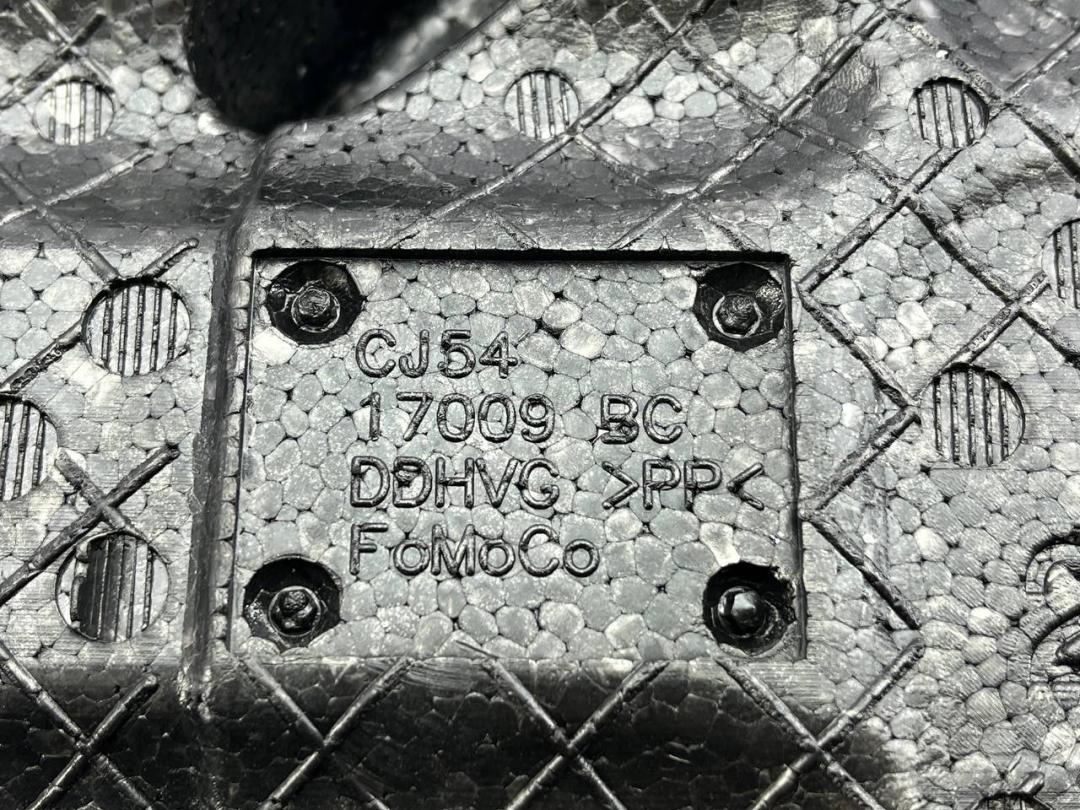 CJ54
17009 BC
DDHVG >PP<
FoMoCo